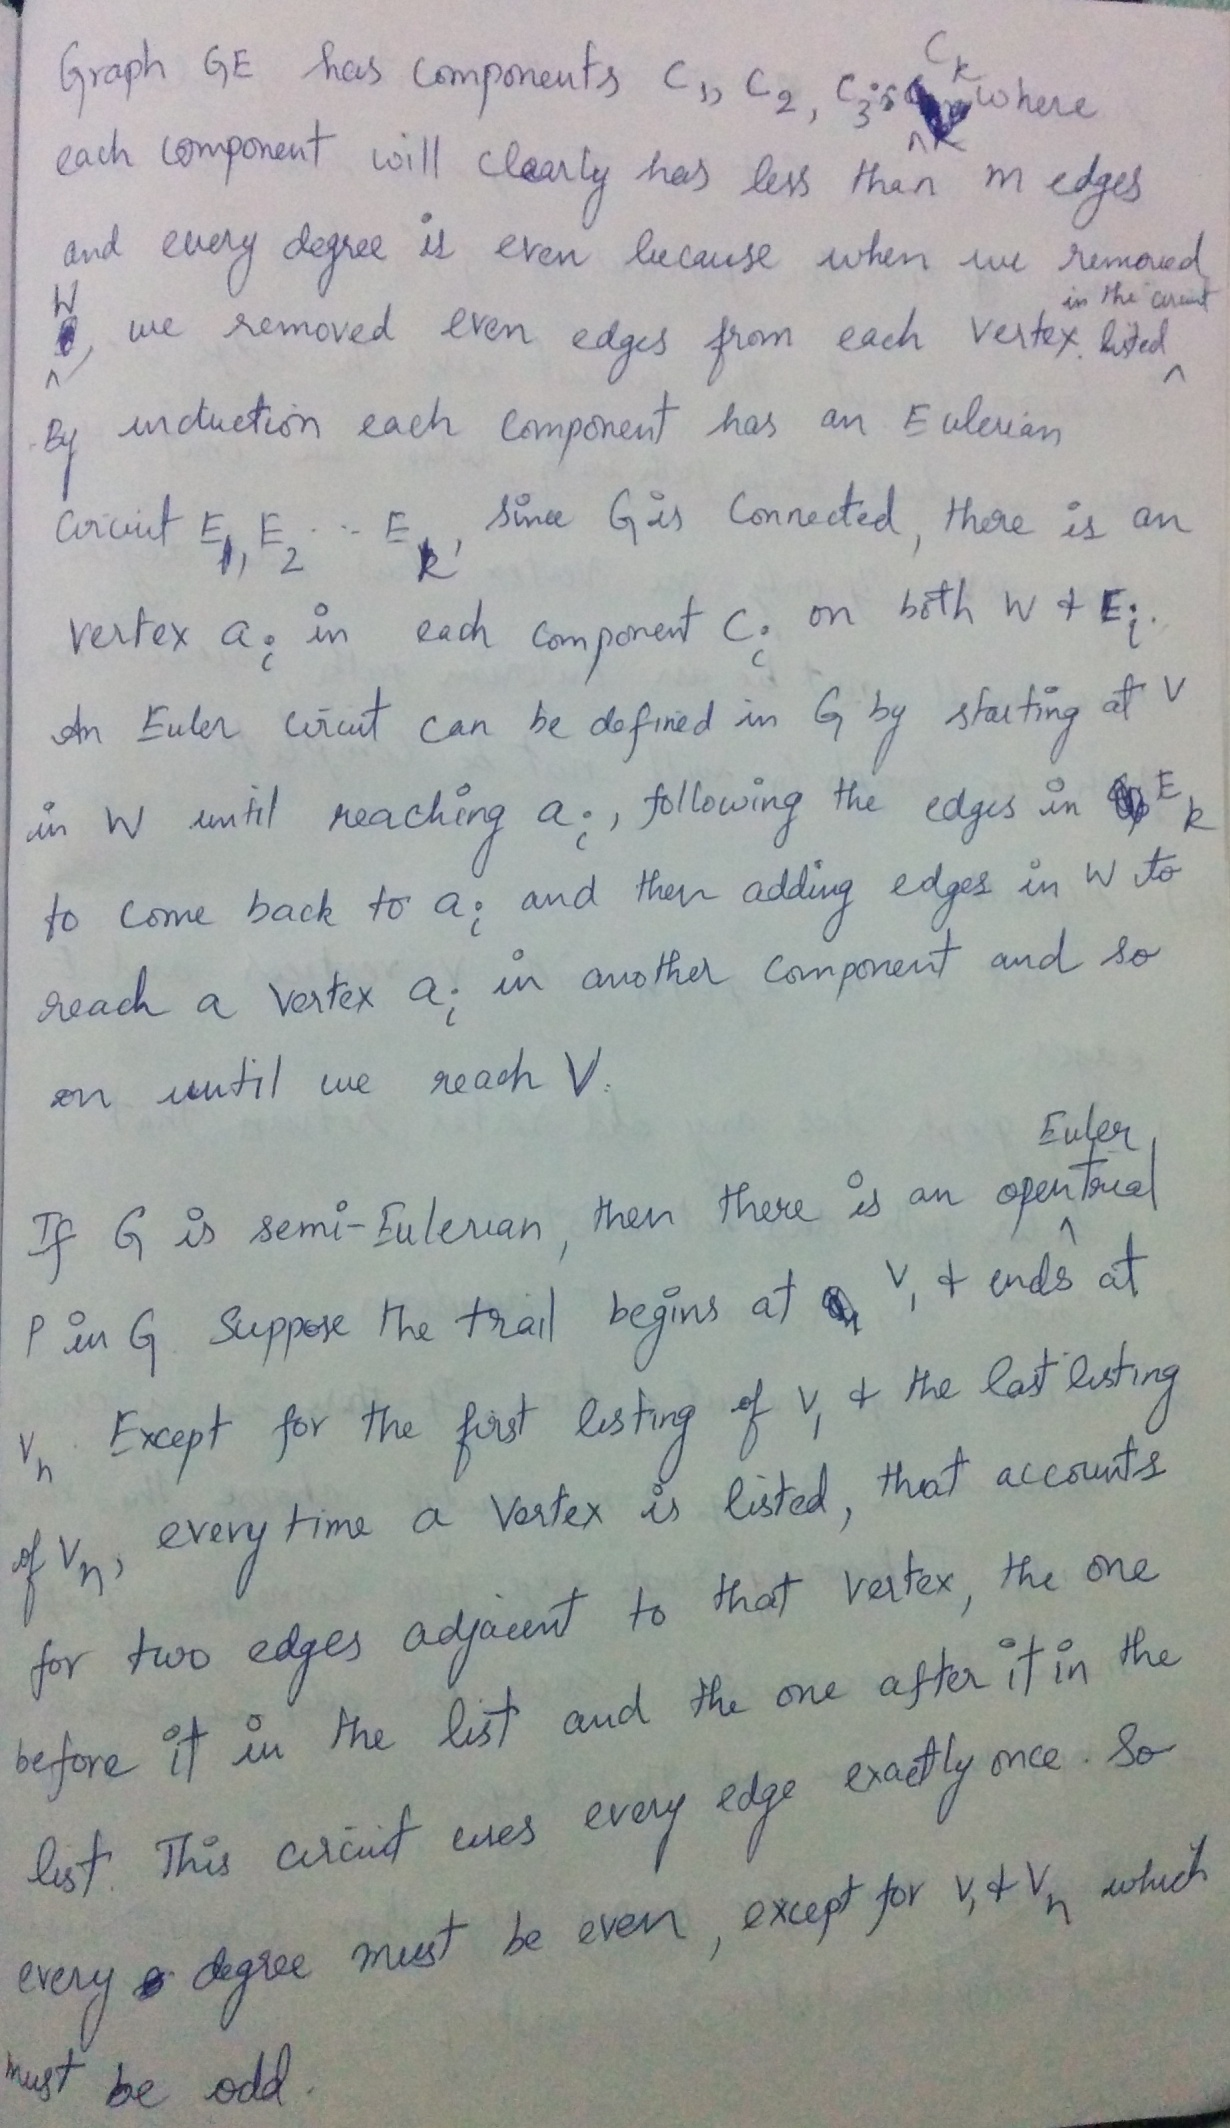 Graph GE has components C1, C2, C3, Ck where
each component will clearly has less than m edges
and every degree is even because when we removed
W, we removed even edges from each vertex listed in the circuit
By induction each component has an Eulerian
Circuit E1, E2 ... Ek, since G is Connected, there is an
vertex ai in each component Ci on both W & Ei.
An Euler circuit can be defined in G by starting at V
in W until reaching ai, following the edges in Ek
to come back to ai and then adding edges in W to
reach a vertex ai in another component and so
on until we reach V.
If G is semi-Eulerian, then there is an open Euler trial
P in G Suppose the trail begins at V1 & ends at
Vn. Except for the first listing of V1 & the last listing
of Vn, every time a vertex is listed, that accounts
for two edges adjacent to that vertex, the one
before it in the list and the one after it in the
list. This circuit uses every edge exactly once. So
every degree must be even, except for V1 & Vn which
must be odd.